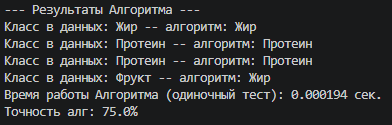 --- Результаты Алгоритма ---
Класс в данных: Жир -- алгоритм: Жир
Класс в данных: Протеин -- алгоритм: Протеин
Класс в данных: Протеин -- алгоритм: Протеин
Класс в данных: Фрукт -- алгоритм: Жир
Время работы Алгоритма (одиночный тест): 0.000194 сек.
Точность алг: 75.0%